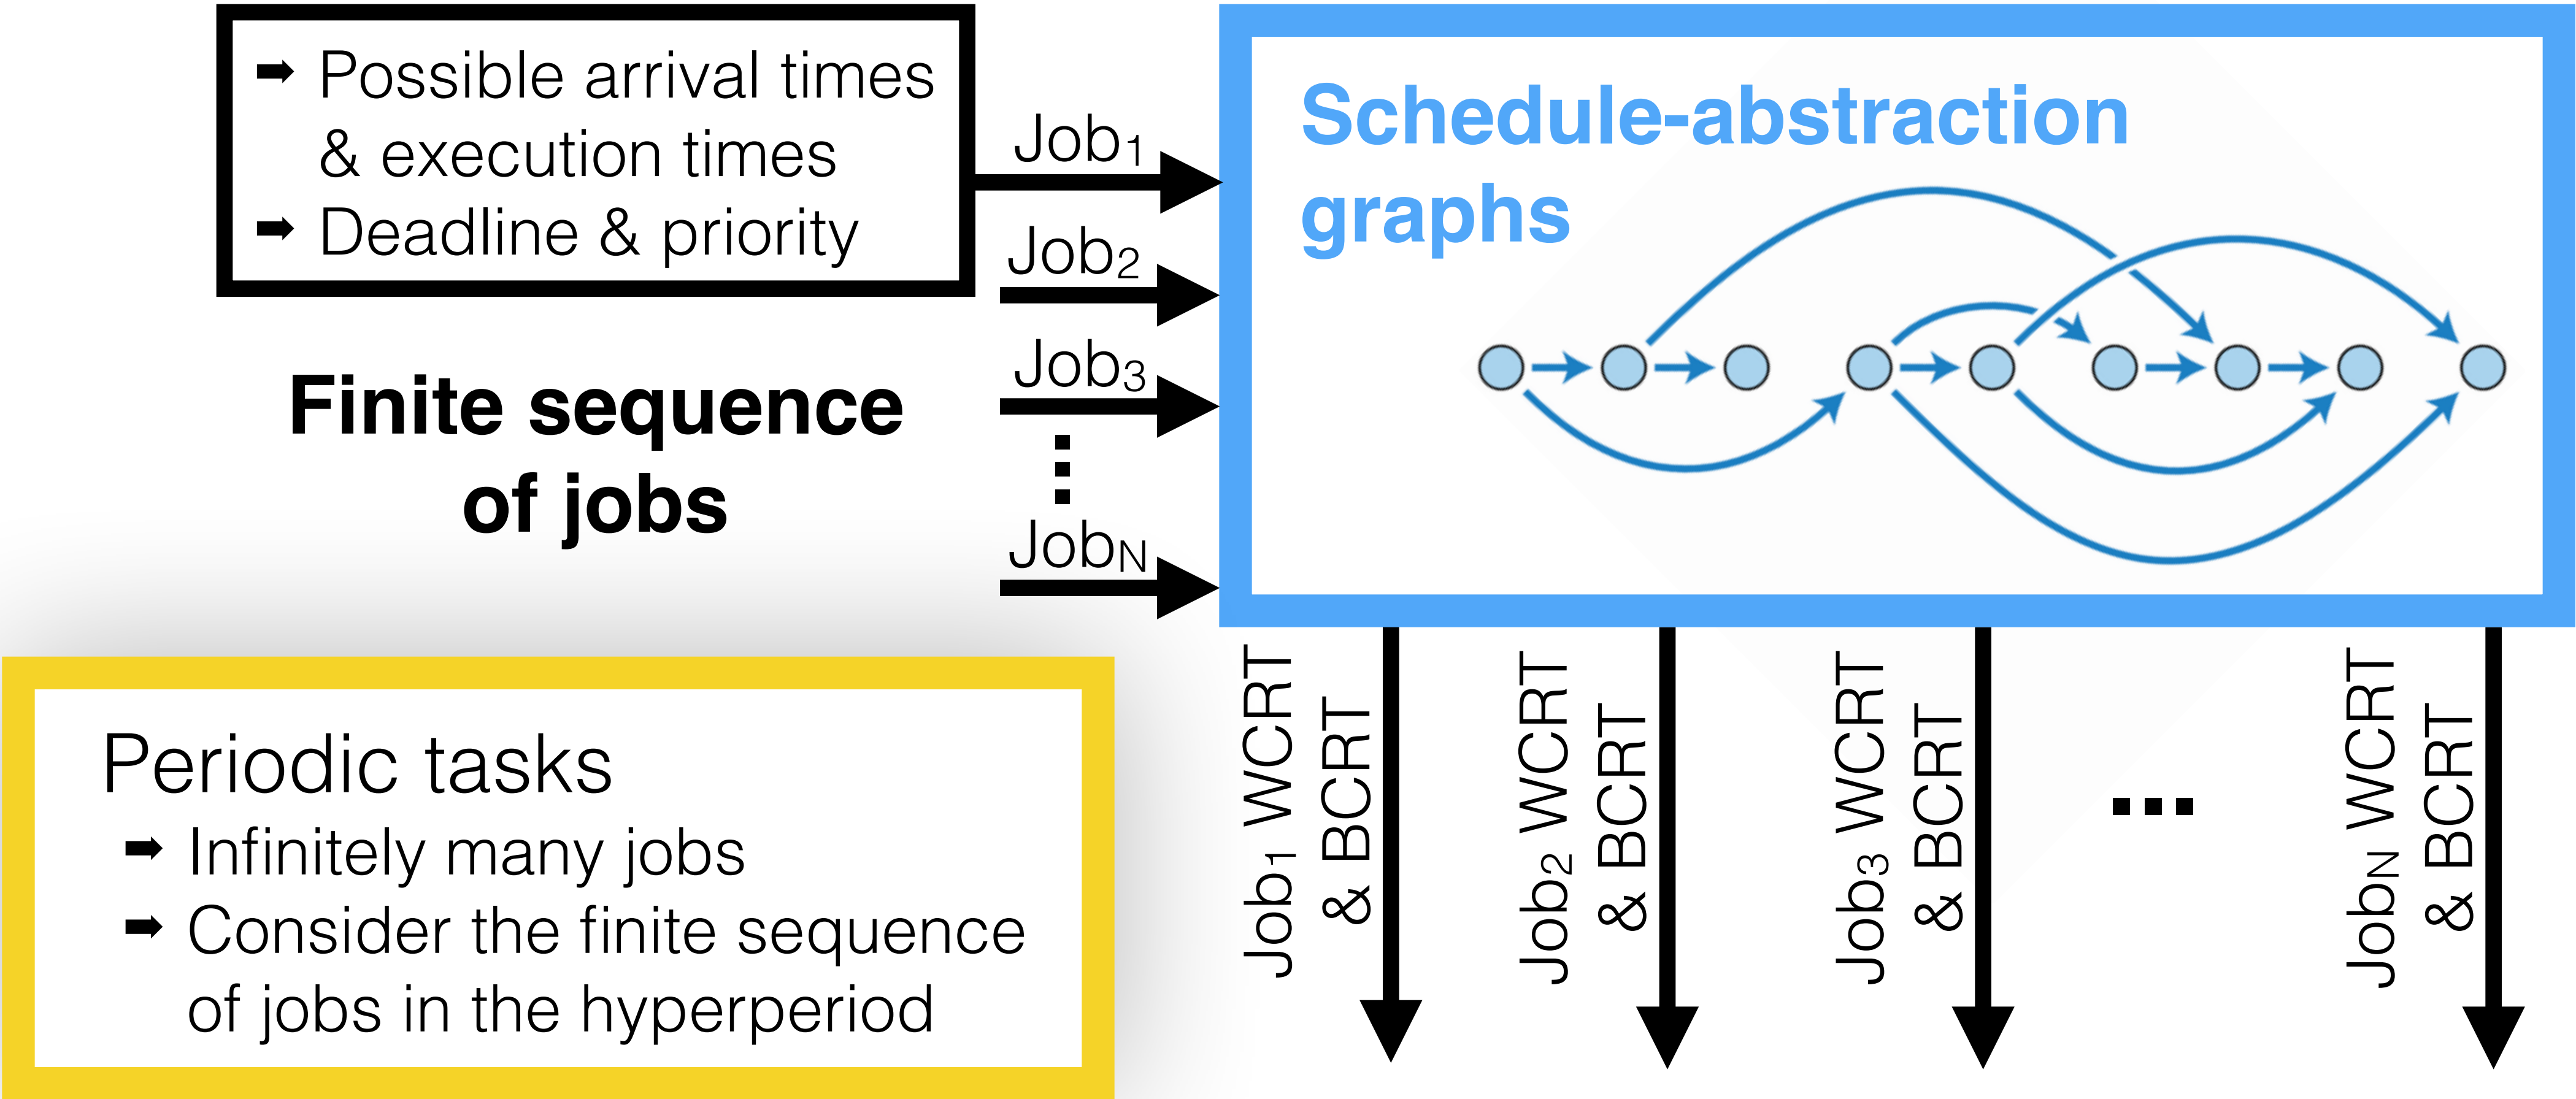 ➡ Possible arrival times
& execution times
➡ Deadline & priority
Finite sequence
of jobs
Job₁
Job₂
Job₃
⋮
Job_N
Schedule-abstraction
graphs
Periodic tasks
➡ Infinitely many jobs
➡ Consider the finite sequence
of jobs in the hyperperiod
Job₁ WCRT
& BCRT
Job₂ WCRT
& BCRT
Job₃ WCRT
& BCRT
...
Job_N WCRT
& BCRT